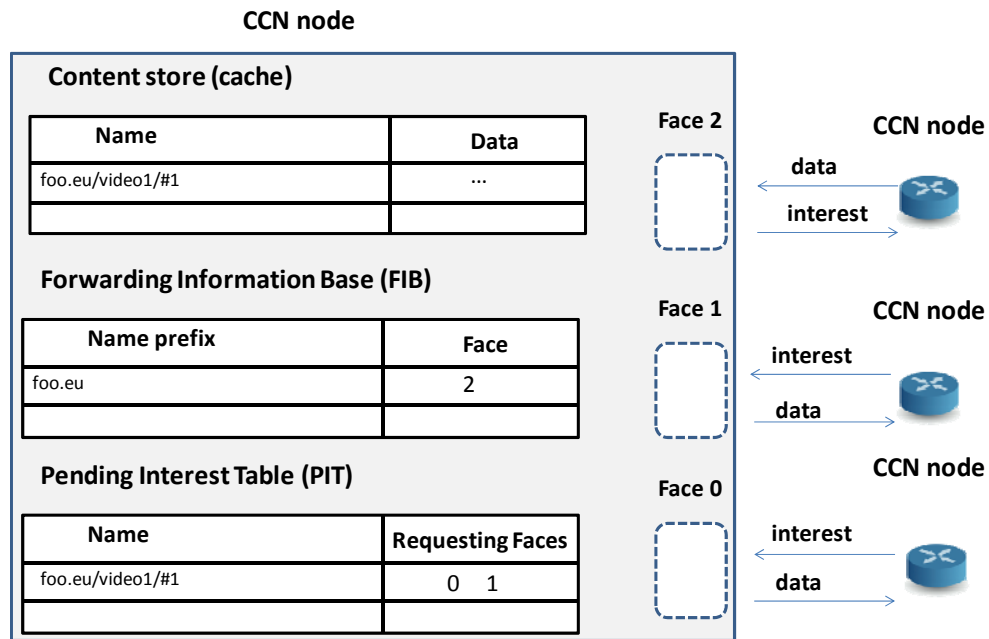 CCN node
Content store (cache)
Name Data
foo.eu/video1/#1 ...
Face 2
CCN node
data
interest
Forwarding Information Base (FIB)
Name prefix Face
foo.eu 2
Face 1
CCN node
interest
data
Pending Interest Table (PIT)
Name Requesting Faces
foo.eu/video1/#1 0 1
Face 0
CCN node
interest
data